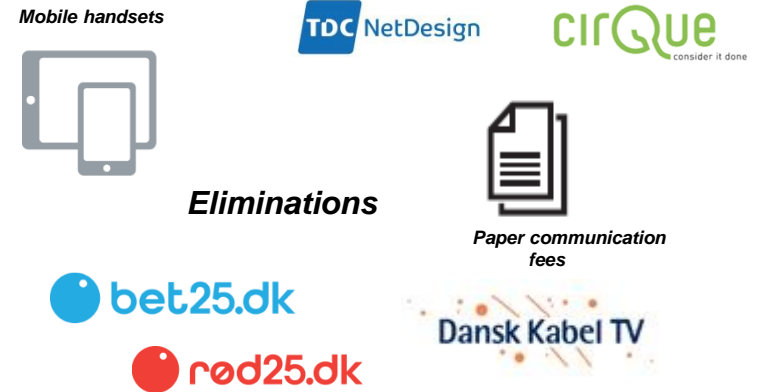 Mobile handsets
TDC NetDesign
cirque
consider it done
Eliminations
Paper communication
fees
bet25.dk
Dansk Kabel TV
rød25.dk